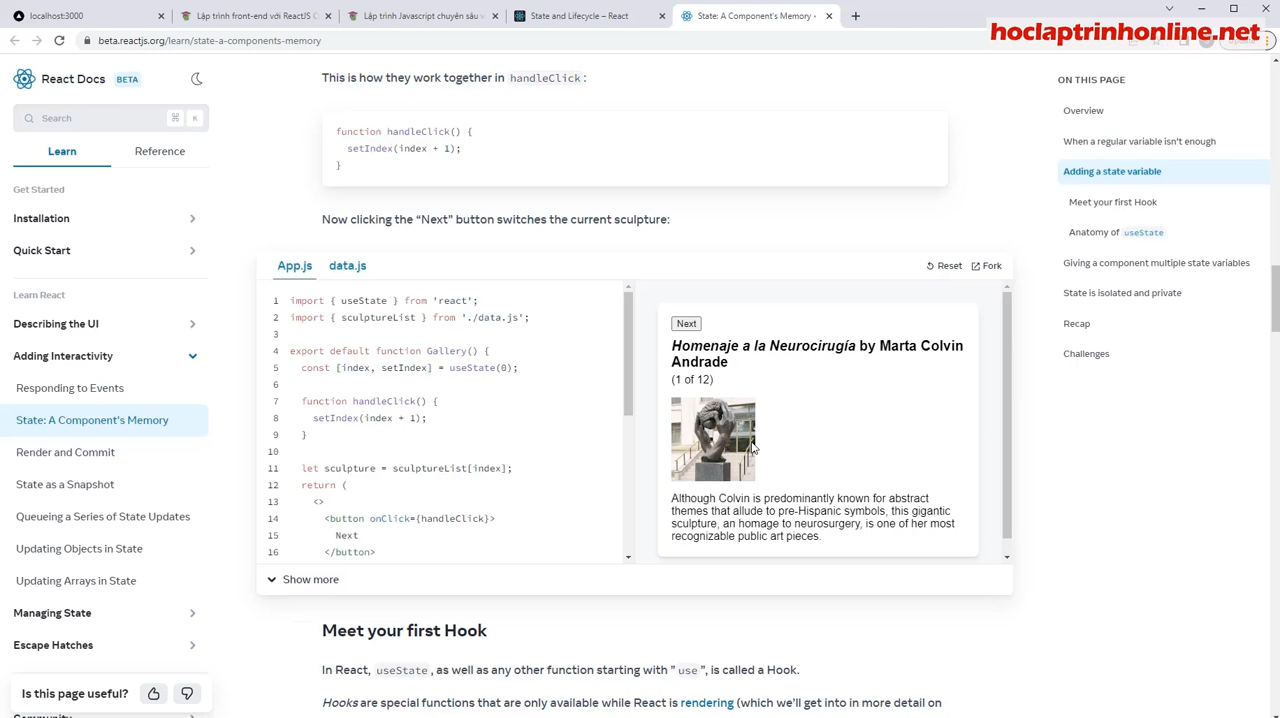 localhost:3000
Lập trình front-end với ReactJS C
Lập trình Javascript chuyên sâu v
State and Lifecycle – React
State: A Component's Memory •
hoclaptrinhonline.net
beta.reactjs.org/learn/state-a-components-memory
React Docs BETA
Search ⌘ K
Learn Reference
Get Started
Installation
Quick Start
Learn React
Describing the UI
Adding Interactivity
Responding to Events
State: A Component's Memory
Render and Commit
State as a Snapshot
Queueing a Series of State Updates
Updating Objects in State
Updating Arrays in State
Managing State
Escape Hatches
Is this page useful?
This is how they work together in handleClick:
function handleClick() {
setIndex(index + 1);
}
Now clicking the “Next” button switches the current sculpture:
App.js data.js
Reset Fork
1 import { useState } from 'react';
2 import { sculptureList } from './data.js';
3
4 export default function Gallery() {
5 const [index, setIndex] = useState(0);
6
7 function handleClick() {
8 setIndex(index + 1);
9 }
10
11 let sculpture = sculptureList[index];
12 return (
13 <>
14 <button onClick={handleClick}>
15 Next
16 </button>
Show more
Next
Homenaje a la Neurocirugía by Marta Colvin
Andrade
(1 of 12)
Although Colvin is predominantly known for abstract
themes that allude to pre-Hispanic symbols, this gigantic
sculpture, an homage to neurosurgery, is one of her most
recognizable public art pieces.
Meet your first Hook
In React, useState, as well as any other function starting with ” use ”, is called a Hook.
Hooks are special functions that are only available while React is rendering (which we’ll get into in more detail on
ON THIS PAGE
Overview
When a regular variable isn’t enough
Adding a state variable
Meet your first Hook
Anatomy of useState
Giving a component multiple state variables
State is isolated and private
Recap
Challenges